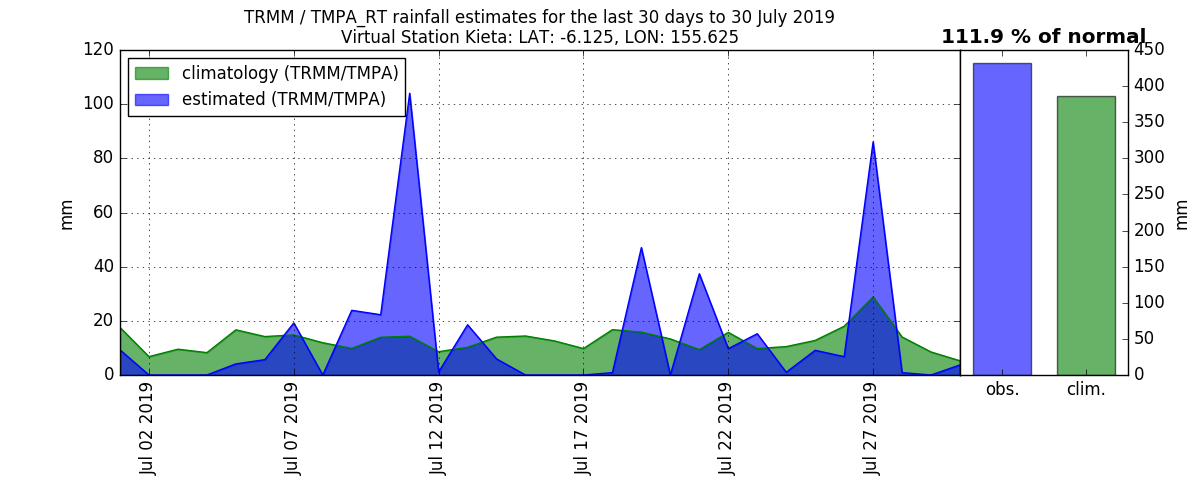 TRMM / TMPA_RT rainfall estimates for the last 30 days to 30 July 2019
Virtual Station Kieta: LAT: -6.125, LON: 155.625
111.9 % of normal
climatology (TRMM/TMPA)
estimated (TRMM/TMPA)
mm
120
100
80
60
40
20
0
Jul 02 2019
Jul 07 2019
Jul 12 2019
Jul 17 2019
Jul 22 2019
Jul 27 2019
obs.
clim.
450
400
350
300
250
200
150
100
50
0
mm